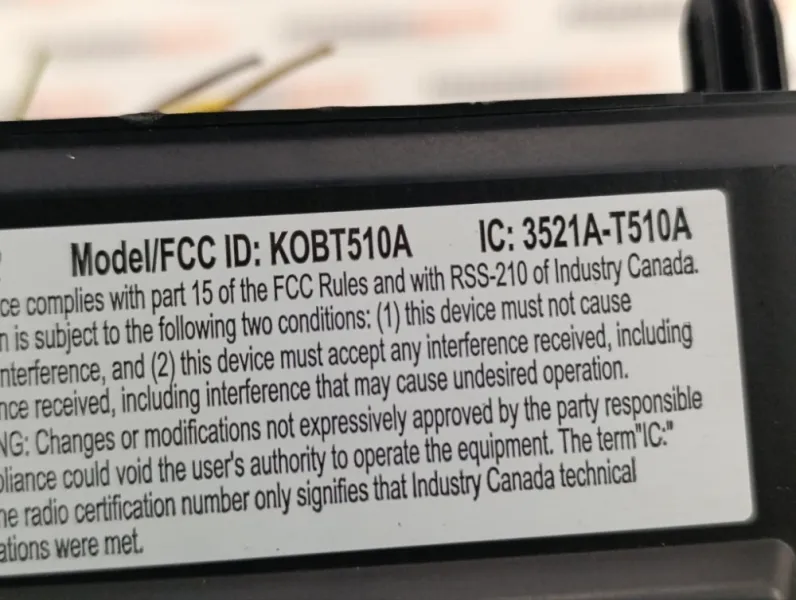 Model/FCC ID: KOBT510A IC: 3521A-T510A
ce complies with part 15 of the FCC Rules and with RSS-210 of Industry Canada.
n is subject to the following two conditions: (1) this device must not cause
nterference, and (2) this device must accept any interference received, including
nce received, including interference that may cause undesired operation.
NG: Changes or modifications not expressively approved by the party responsible
pliance could void the user's authority to operate the equipment. The term"IC:"
he radio certification number only signifies that Industry Canada technical
ations were met.